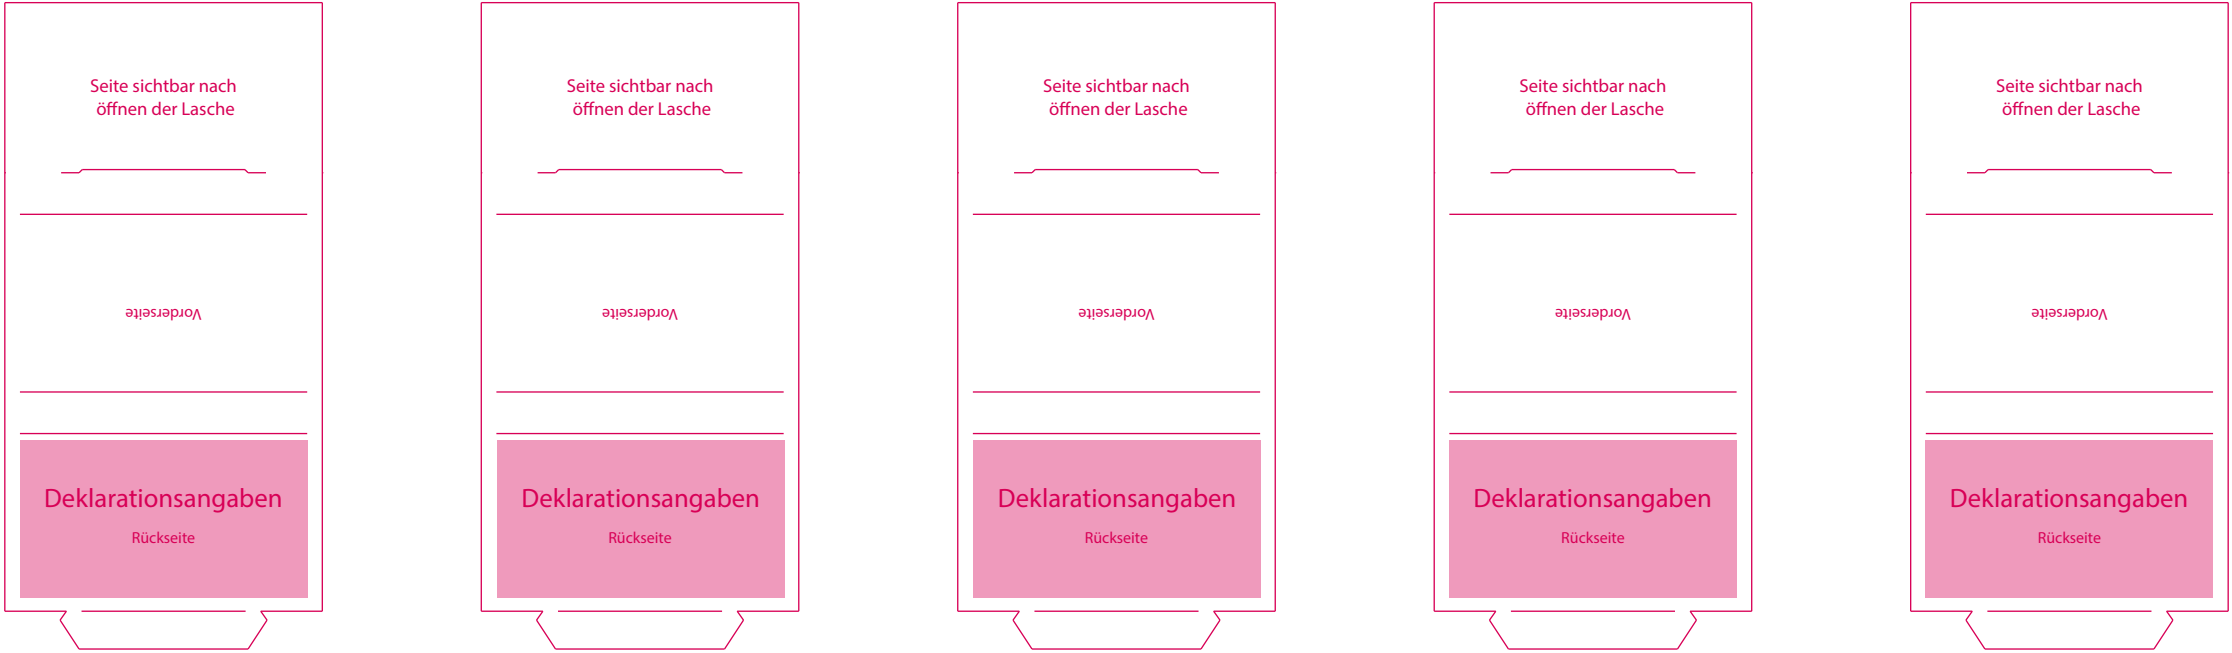 Seite sichtbar nach
öffnen der Lasche
Vorderseite
Deklarationsangaben
Rückseite
Seite sichtbar nach
öffnen der Lasche
Vorderseite
Deklarationsangaben
Rückseite
Seite sichtbar nach
öffnen der Lasche
Vorderseite
Deklarationsangaben
Rückseite
Seite sichtbar nach
öffnen der Lasche
Vorderseite
Deklarationsangaben
Rückseite
Seite sichtbar nach
öffnen der Lasche
Vorderseite
Deklarationsangaben
Rückseite